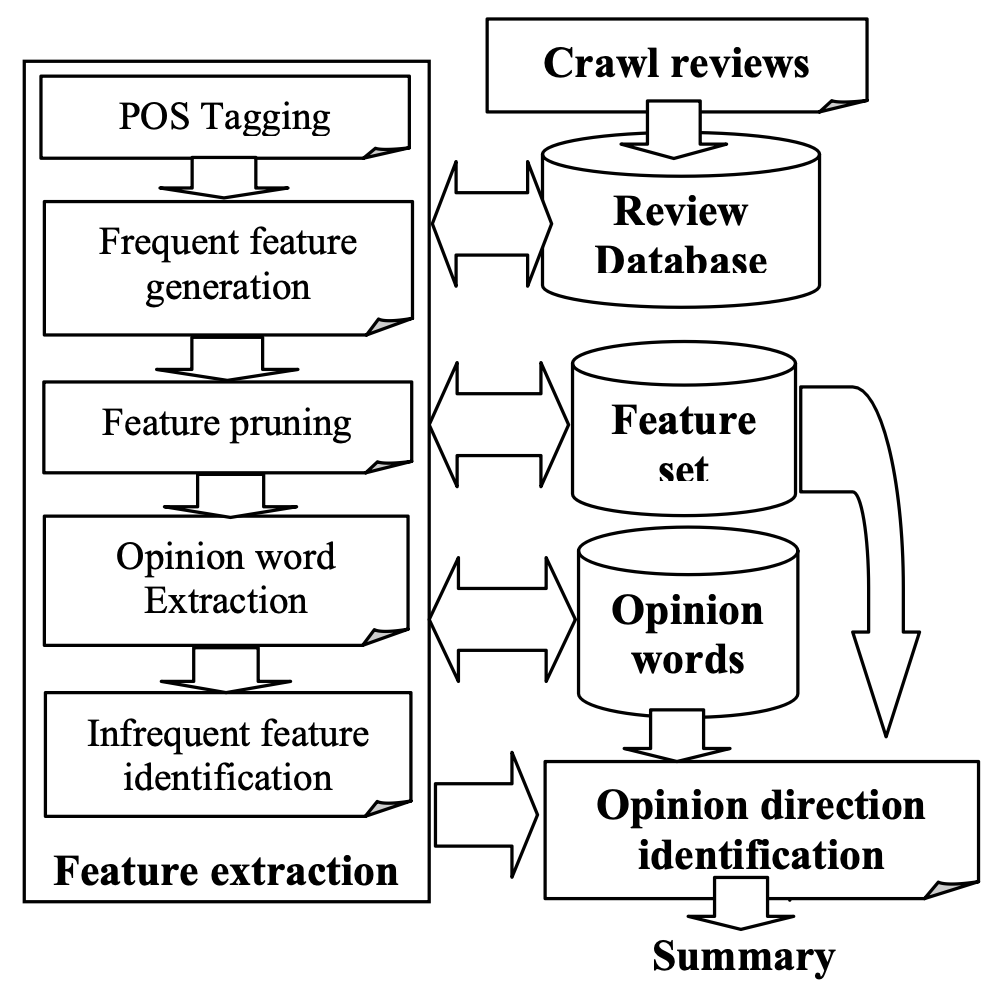 Crawl reviews
POS Tagging
Frequent feature
generation
Review
Database
Feature pruning
Feature
set
Opinion word
Extraction
Opinion
words
Infrequent feature
identification
Feature extraction
Opinion direction
identification
Summary